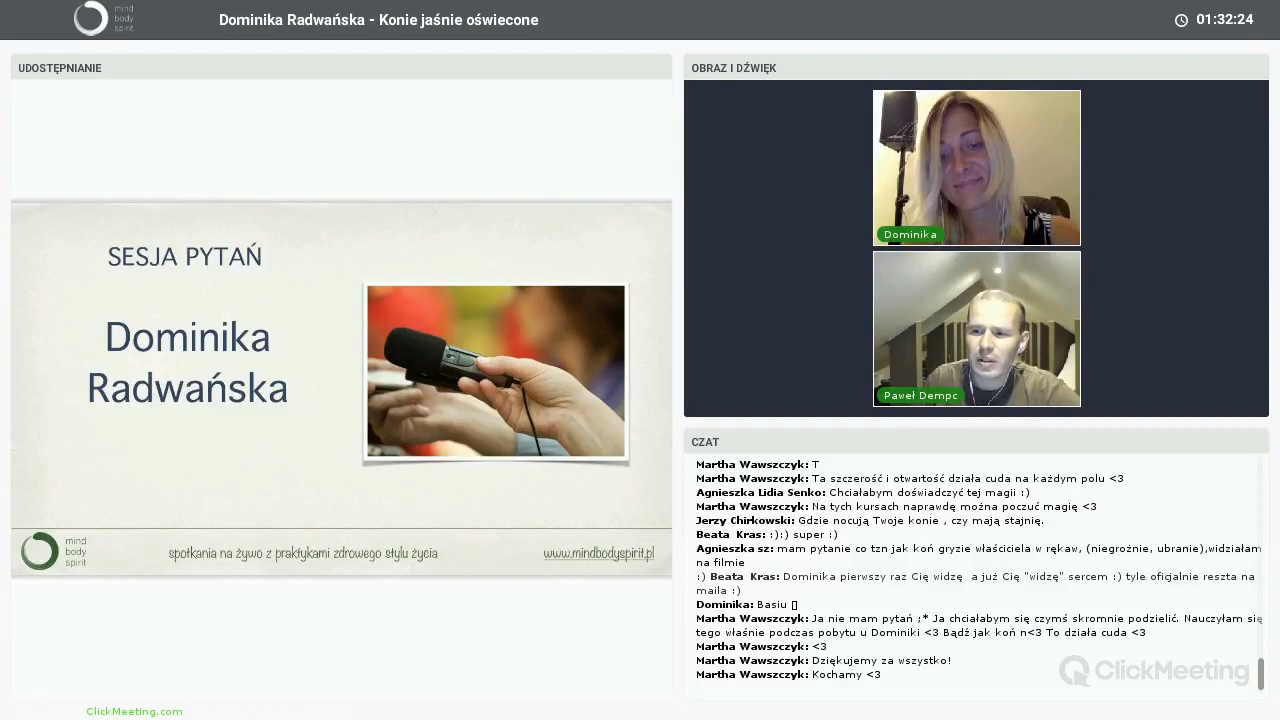 mind
body
spirit
Dominika Radwańska - Konie jaśnie oświecone
01:32:24
UDOSTĘPNIANIE
SESJA PYTAŃ
Dominika
Radwańska
mind
body
spirit
spotkania na żywo z praktykami zdrowego stylu życia
www.mindbodyspirit.pl
ClickMeeting.com
OBRAZ I DŹWIĘK
Dominika
Paweł Dempc
CZAT
Martha Wawszczyk: T
Martha Wawszczyk: Ta szczerość i otwartość działa cuda na każdym polu <3
Agnieszka Lidia Senko: Chciałabym doświadczyć tej magii :)
Martha Wawszczyk: Na tych kursach naprawdę można poczuć magię <3
Jerzy Chirkowski: Gdzie nocują Twoje konie , czy mają stajnię.
Beata Kras: :):) super :)
Agnieszka sz: mam pytanie co tzn jak koń gryzie właściciela w rękaw, (niegrożnie, ubranie),widziałam
na filmie
:) Beata Kras: Dominika pierwszy raz Cię widzę a już Cię "widzę" sercem :) tyle oficjalnie reszta na
maila :)
Dominika: Basiu []
Martha Wawszczyk: Ja nie mam pytań ;* Ja chciałabym się czymś skromnie podzielić. Nauczyłam się
tego właśnie podczas pobytu u Dominiki <3 Bądź jak koń n<3 To działa cuda <3
Martha Wawszczyk: <3
Martha Wawszczyk: Dziękujemy za wszystko!
Martha Wawszczyk: Kochamy <3
ClickMeeting